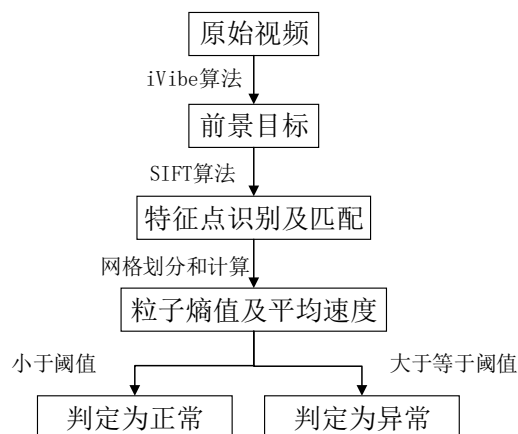 原始视频
iVibe算法
前景目标
SIFT算法
特征点识别及匹配
网格划分和计算
粒子熵值及平均速度
小于阈值
大于等于阈值
判定为正常
判定为异常